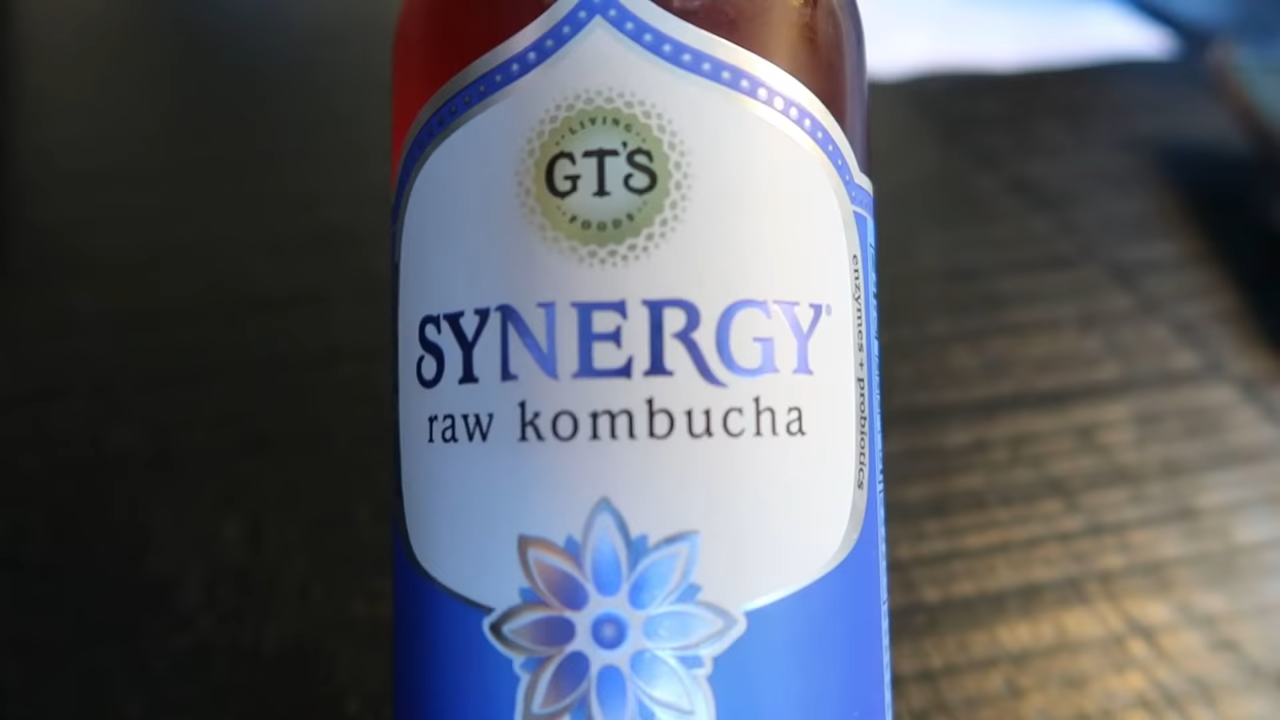 LIVING
GT'S
FOODS
SYNERGY®
raw kombucha
enzymes + probiotics